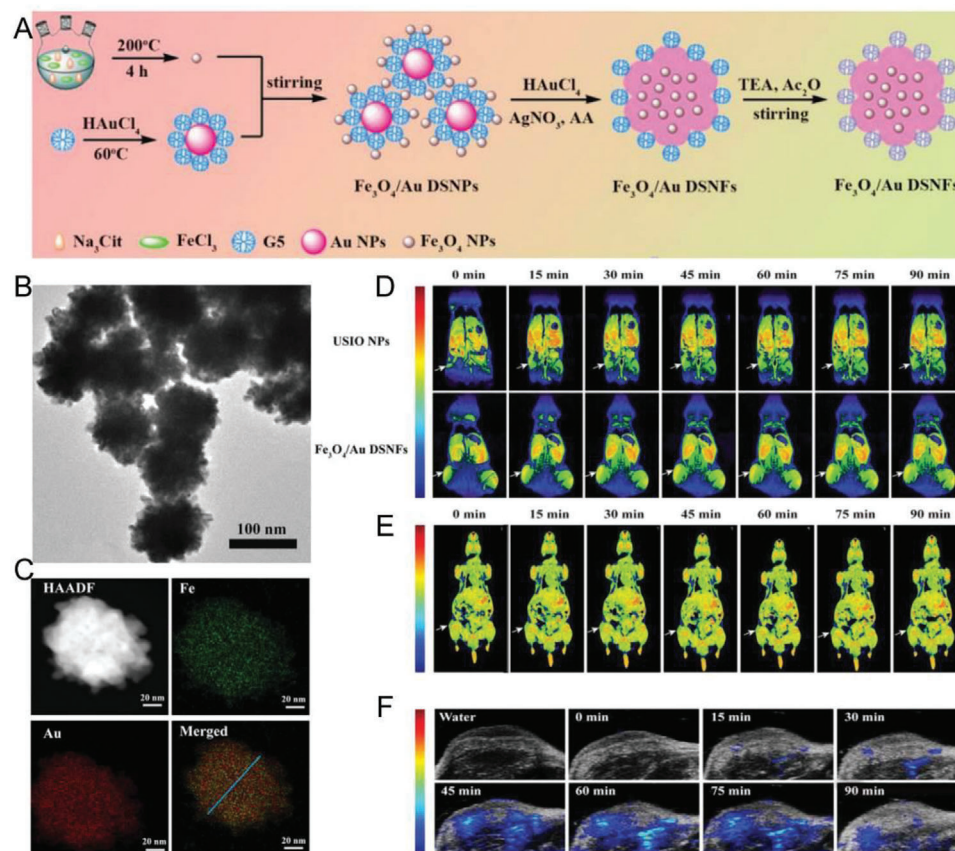 A
200°C
4 h
stirring
HAuCl₄
60°C
HAuCl₄
AgNO₃, AA
TEA, Ac₂O
stirring
Fe₃O₄/Au DSNPs
Fe₃O₄/Au DSNFs
Fe₃O₄/Au DSNFs
Na₃Cit
FeCl₃
G5
Au NPs
Fe₃O₄ NPs
B
100 nm
C
HAADF
20 nm
Fe
20 nm
Au
20 nm
Merged
20 nm
D
0 min 15 min 30 min 45 min 60 min 75 min 90 min
USIO NPs
Fe₃O₄/Au DSNFs
E
0 min 15 min 30 min 45 min 60 min 75 min 90 min
F
Water 0 min 15 min 30 min
45 min 60 min 75 min 90 min